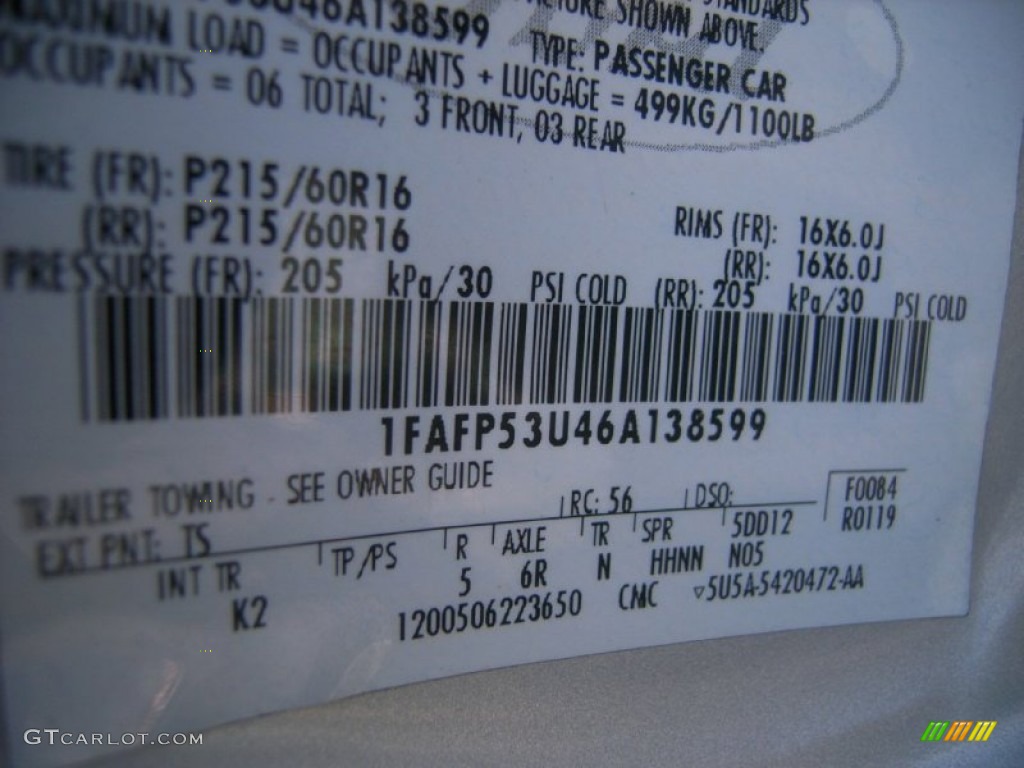 STANDARDS
SHOWN ABOVE.
46A138599
TYPE: PASSENGER CAR
MAXIMUM LOAD = OCCUPANTS + LUGGAGE = 499KG/1100LB
OCCUPANTS = 06 TOTAL; 3 FRONT, 03 REAR
TIRE (FR): P215/60R16
RIMS (FR): 16X6.0J
(RR): P215/60R16
(RR): 16X6.0J
PRESSURE (FR): 205 kPa/30 PSI COLD (RR): 205 kPa/30 PSI COLD
1FAFP53U46A138599
TRAILER TOWING - SEE OWNER GUIDE
EXT PNT: TS
RC: 56 DSO:
F0084
R0119
INT TR TP/PS R AXLE TR SPR 5DD12
K2 5 6R N HHNN N05
1200506223650 CMC ▽5U5A-5420472-AA
GTCARLOT.COM